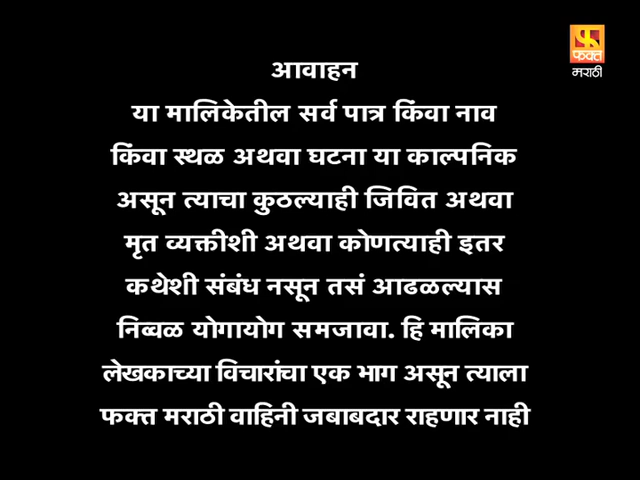 फक्त
मराठी
आवाहन
या मालिकेतील सर्व पात्र किंवा नाव
किंवा स्थळ अथवा घटना या काल्पनिक
असून त्याचा कुठल्याही जिवित अथवा
मृत व्यक्तीशी अथवा कोणत्याही इतर
कथेशी संबंध नसून तसं आढळल्यास
निव्वळ योगायोग समजावा. हि मालिका
लेखकाच्या विचारांचा एक भाग असून त्याला
फक्त मराठी वाहिनी जबाबदार राहणार नाही